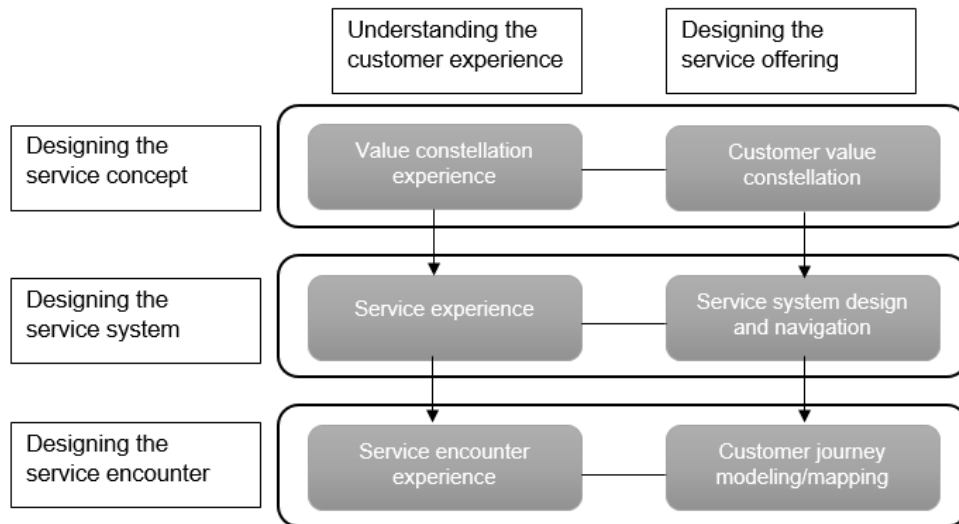 Understanding the
customer experience
Designing the
service offering
Designing the
service concept
Value constellation
experience
Customer value
constellation
Designing the
service system
Service experience
Service system design
and navigation
Designing the
service encounter
Service encounter
experience
Customer journey
modeling/mapping